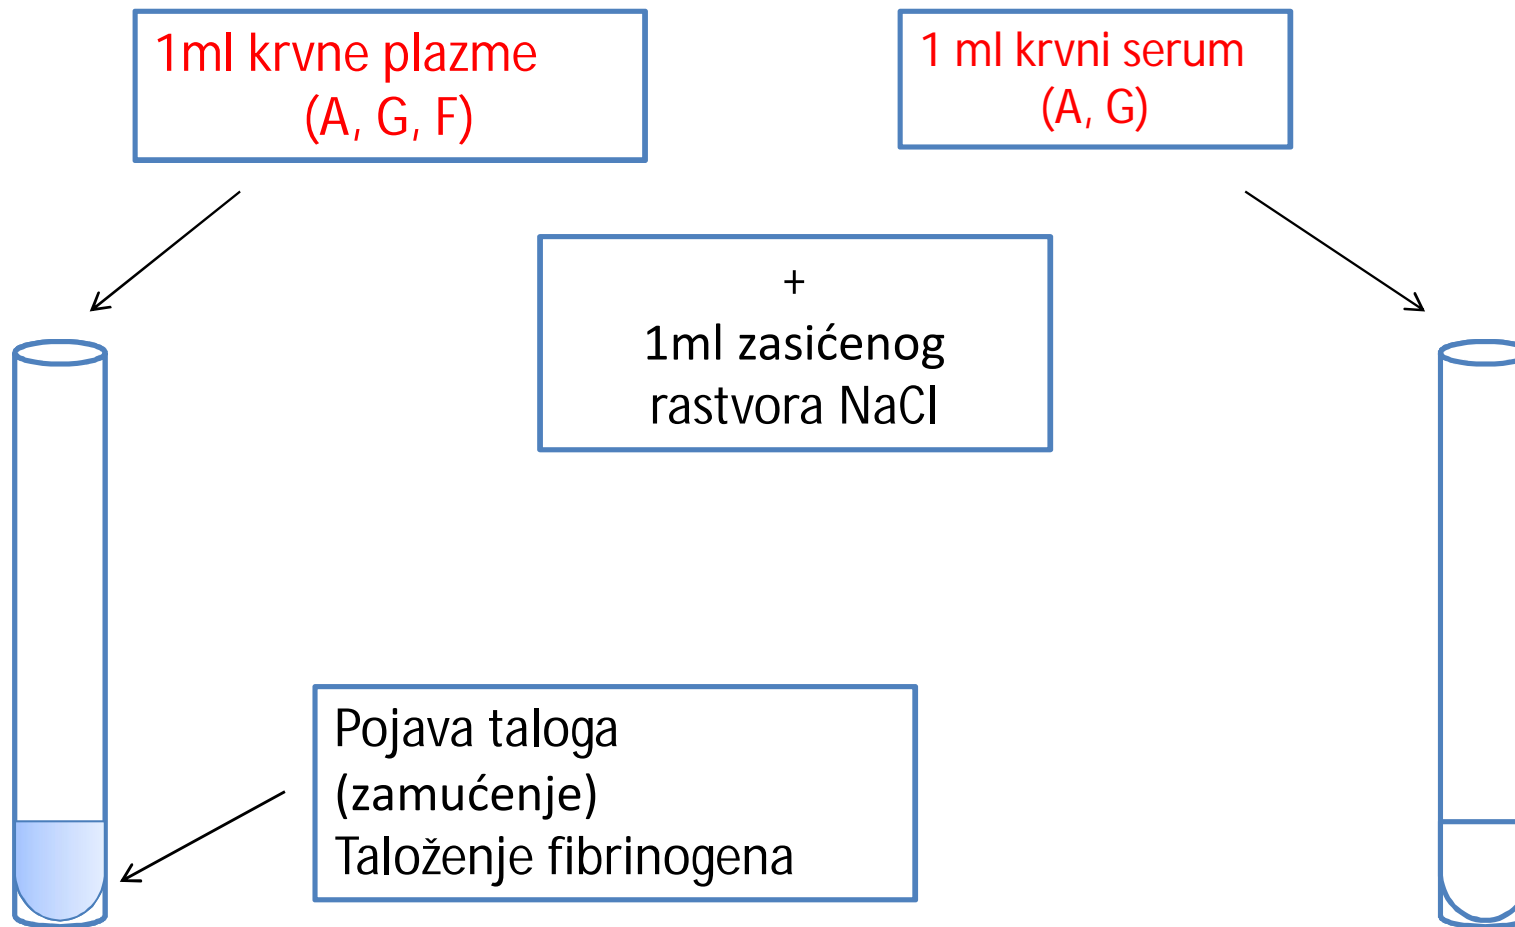 1ml krvne plazme
(A, G, F)
1 ml krvni serum
(A, G)
+
1ml zasićenog
rastvora NaCl
Pojava taloga
(zamućenje)
Taloženje fibrinogena